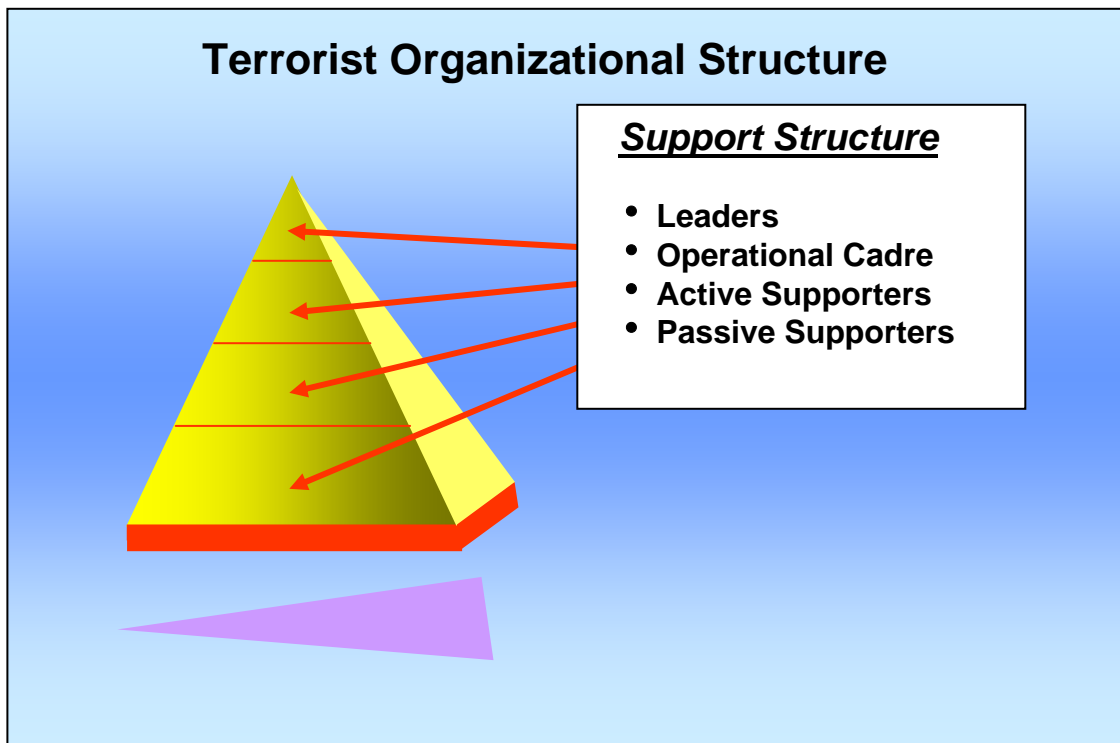 Terrorist Organizational Structure
Support Structure
• Leaders
• Operational Cadre
• Active Supporters
• Passive Supporters